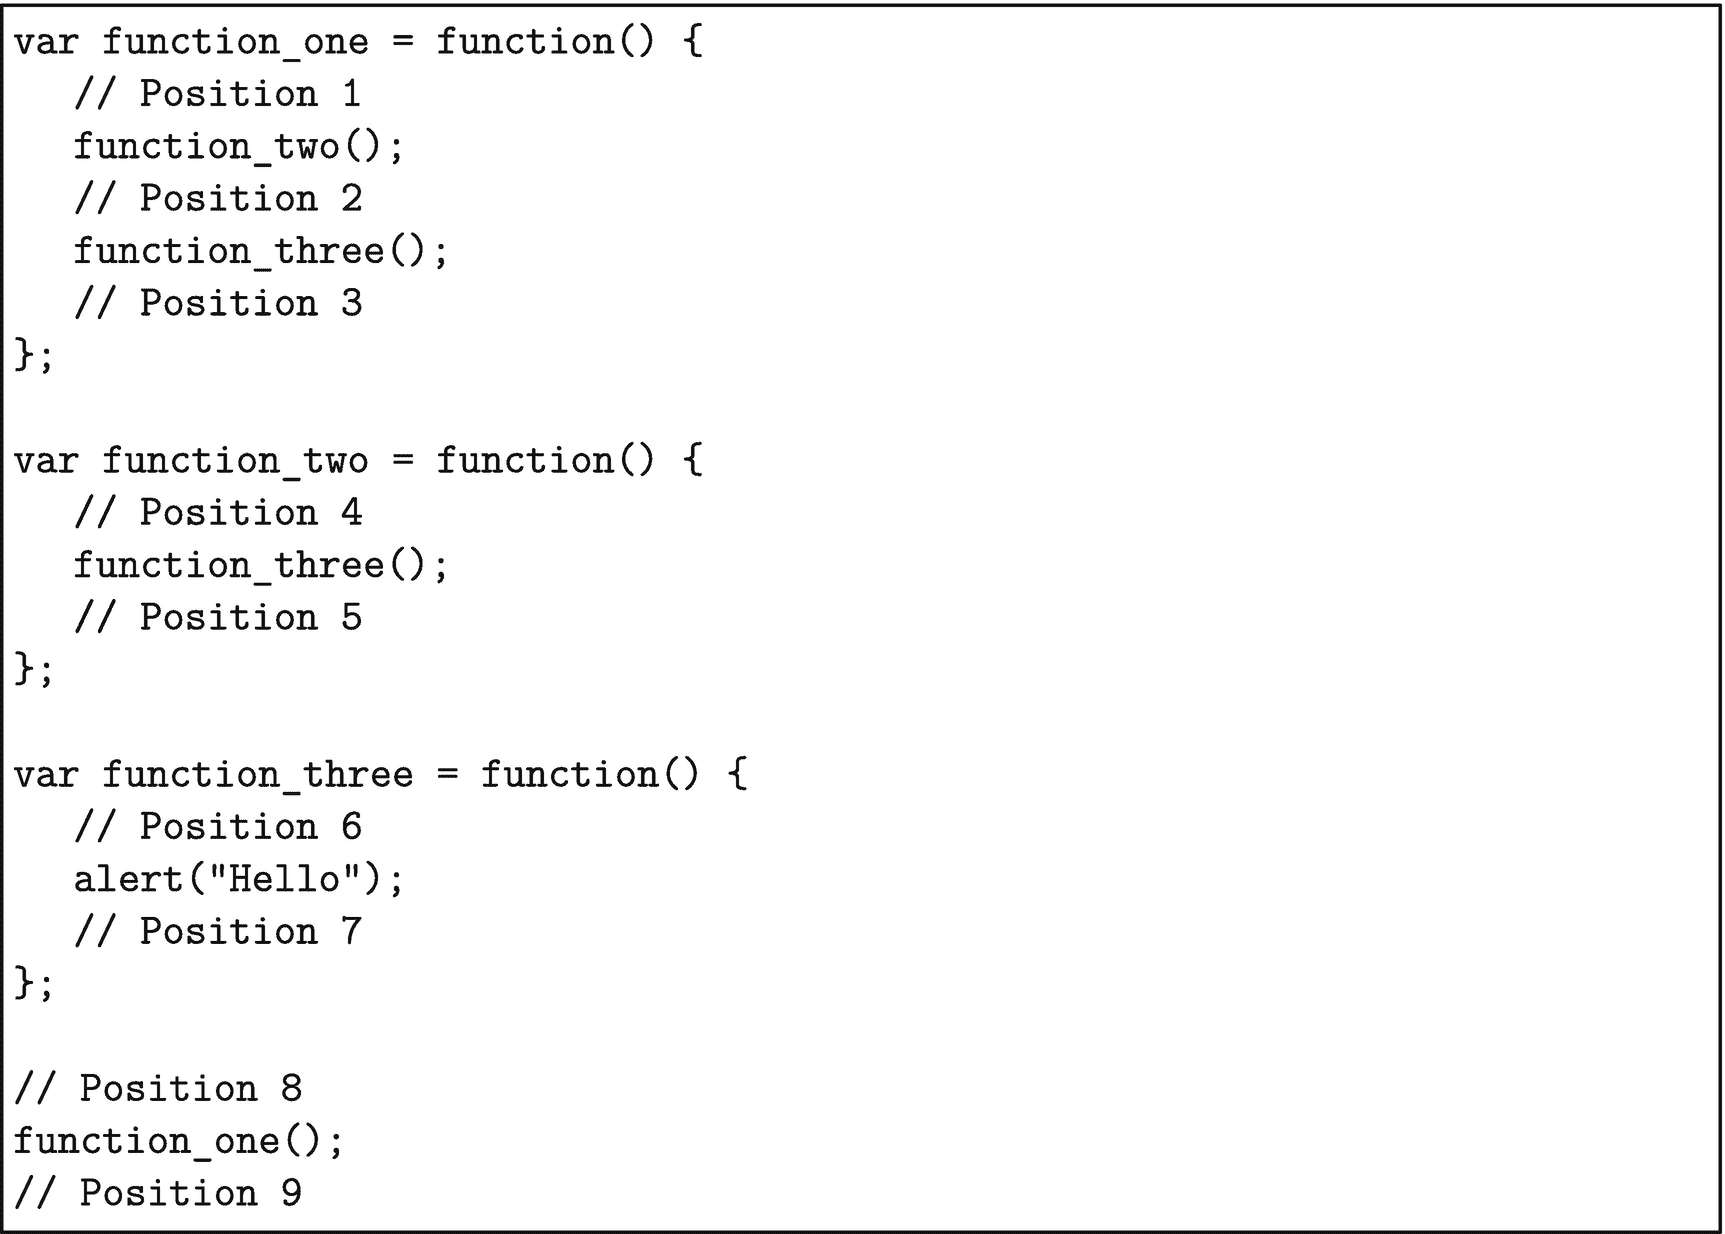 var function_one = function() {
   // Position 1
   function_two();
   // Position 2
   function_three();
   // Position 3
};

var function_two = function() {
   // Position 4
   function_three();
   // Position 5
};

var function_three = function() {
   // Position 6
   alert("Hello");
   // Position 7
};

// Position 8
function_one();
// Position 9